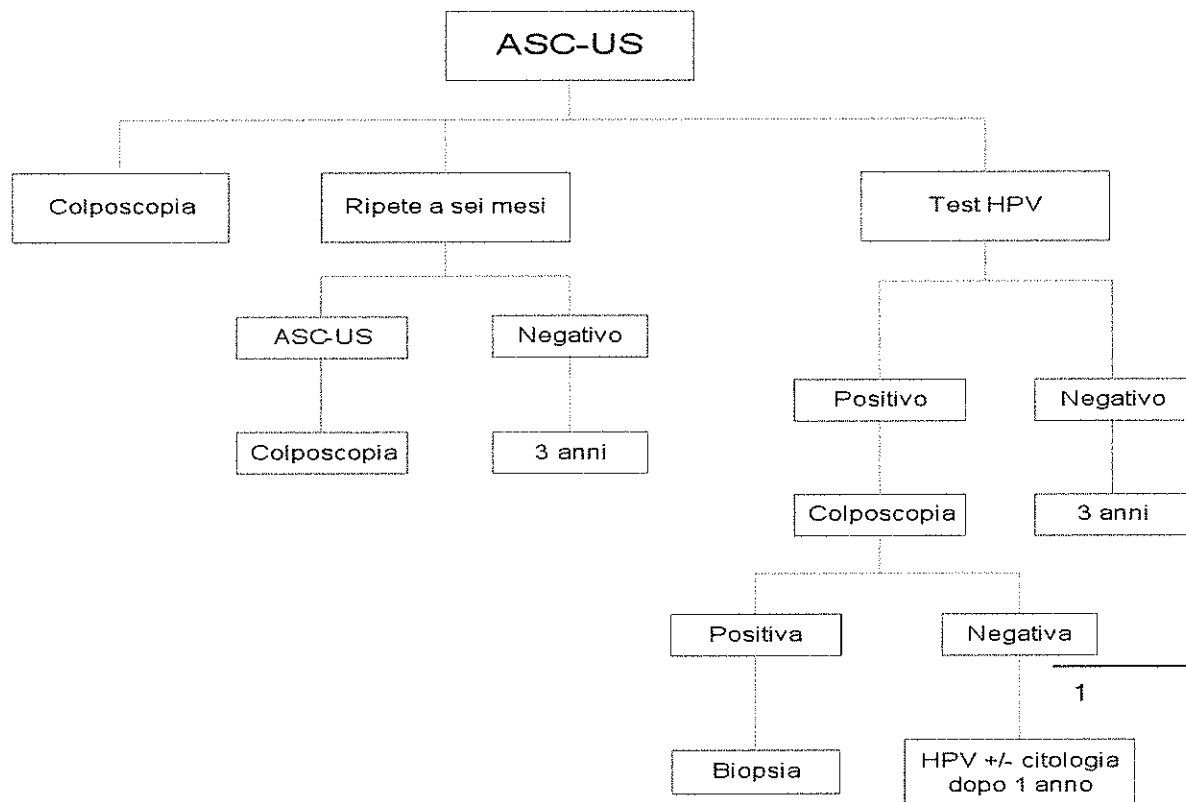 ASC-US
Colposcopia
Ripete a sei mesi
Test HPV
ASC-US
Negativo
Colposcopia
3 anni
Positivo
Negativo
Colposcopia
3 anni
Positiva
Negativa
1
Biopsia
HPV +/- citologia
dopo 1 anno